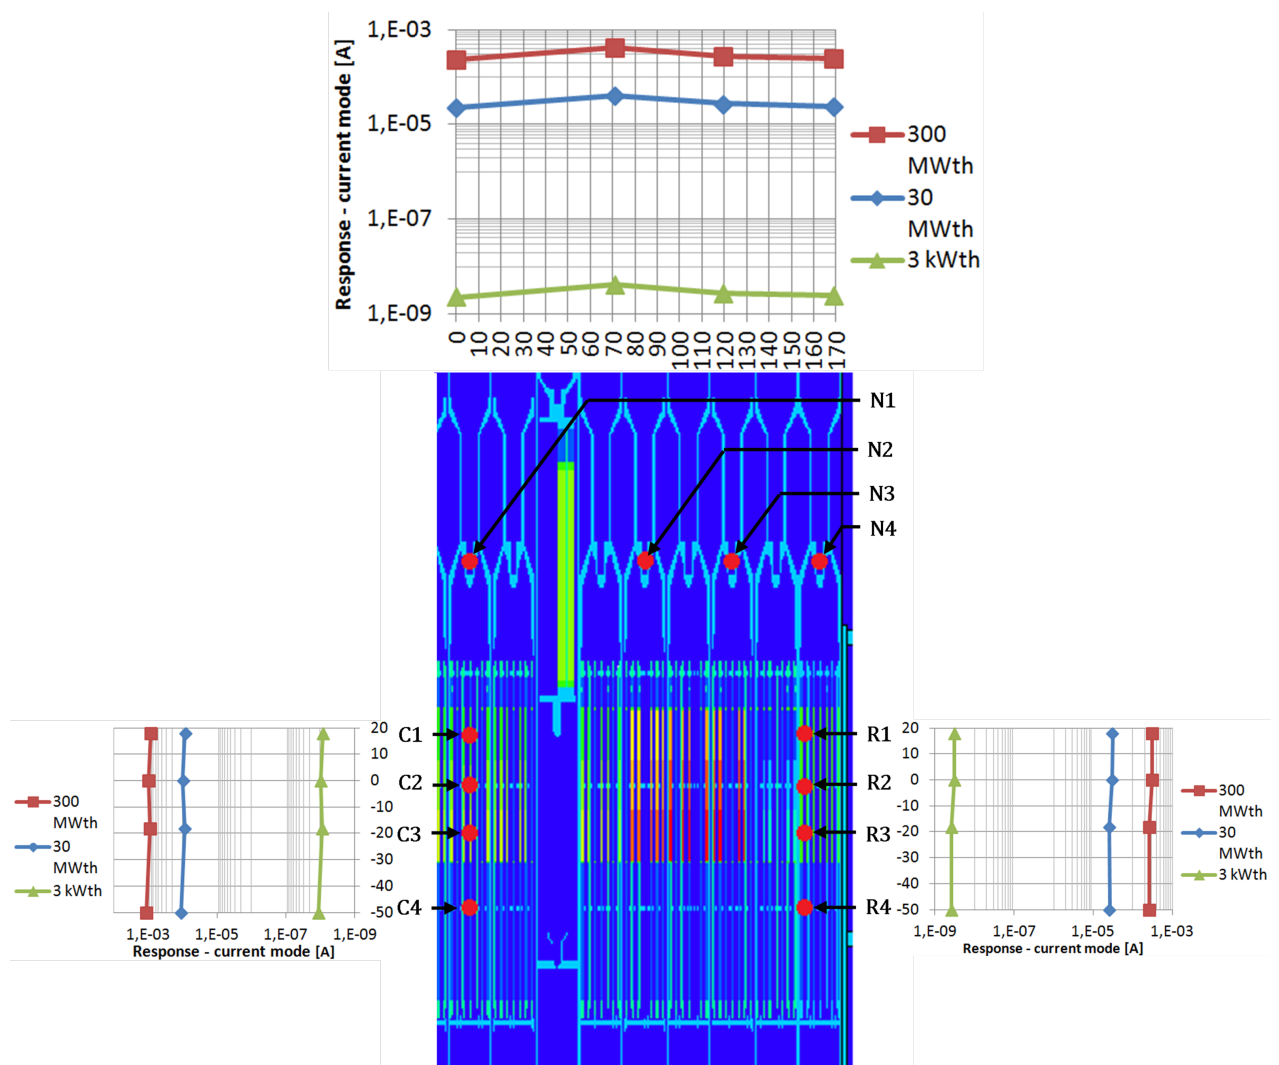 Response - current mode [A]
1,E-03
1,E-05
1,E-07
1,E-09
0 10 20 30 40 50 60 70 80 90 100 110 120 130 140 150 160 170
300
MWth
30
MWth
3 kWth
N1
N2
N3
N4
C1
C2
C3
C4
R1
R2
R3
R4
300
MWth
30
MWth
3 kWth
20
10
0
-10
-20
-30
-40
-50
1,E-03 1,E-05 1,E-07 1,E-09
Response - current mode [A]
20
10
0
-10
-20
-30
-40
-50
1,E-09 1,E-07 1,E-05 1,E-03
Response - current mode [A]
300
MWth
30
MWth
3 kWth